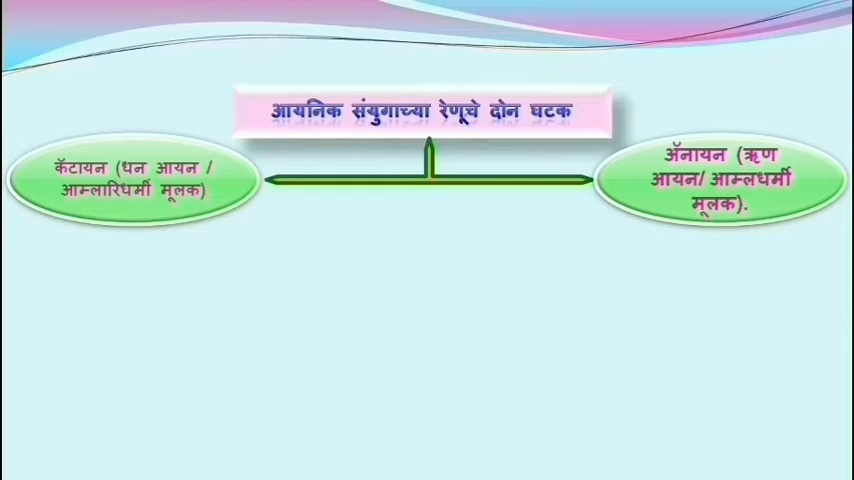 आयनिक संयुगाच्या रेणूचे दोन घटक
कॅटायन (धन आयन /
आम्लारिधर्मी मूलक)
ॲनायन (ऋण
आयन/ आम्लधर्मी
मूलक).